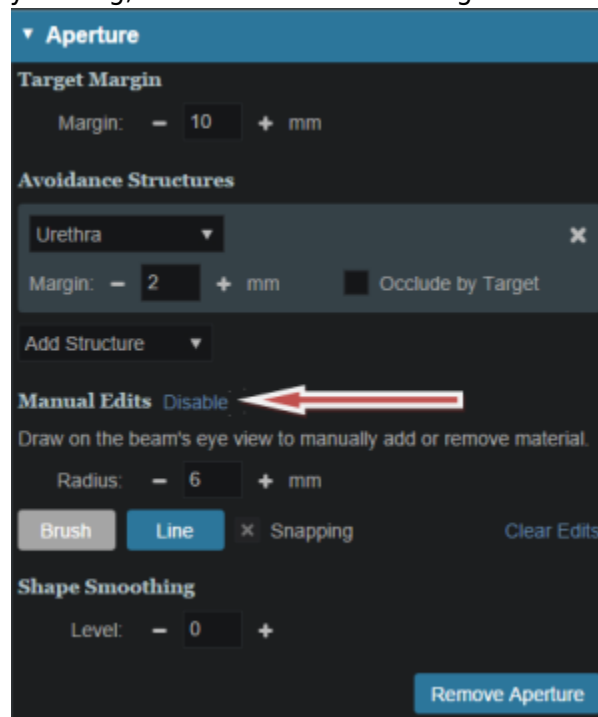 Aperture
Target Margin
Margin: − 10 + mm
Avoidance Structures
Urethra
Margin: − 2 + mm Occlude by Target
Add Structure
Manual Edits Disable
Draw on the beam's eye view to manually add or remove material.
Radius: − 6 + mm
Brush Line × Snapping Clear Edits
Shape Smoothing
Level: − 0 +
Remove Aperture